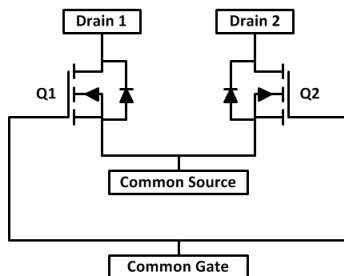 Drain 1
Drain 2
Q1
Q2
Common Source
Common Gate